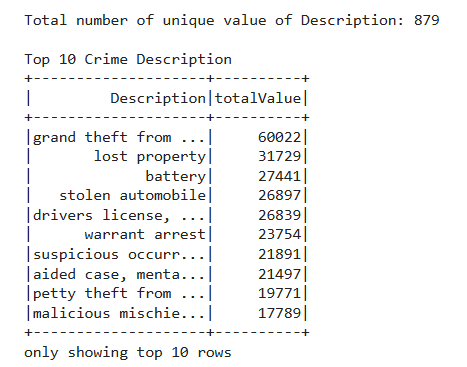 Total number of unique value of Description: 879
Top 10 Crime Description
+--------------------+----------+
|         Description|totalValue|
+--------------------+----------+
|grand theft from ...|     60022|
|       lost property|     31729|
|             battery|     27441|
|   stolen automobile|     26897|
|drivers license, ...|     26839|
|      warrant arrest|     23754|
|suspicious occurr...|     21891|
|aided case, menta...|     21497|
|petty theft from ...|     19771|
|malicious mischie...|     17789|
+--------------------+----------+
only showing top 10 rows